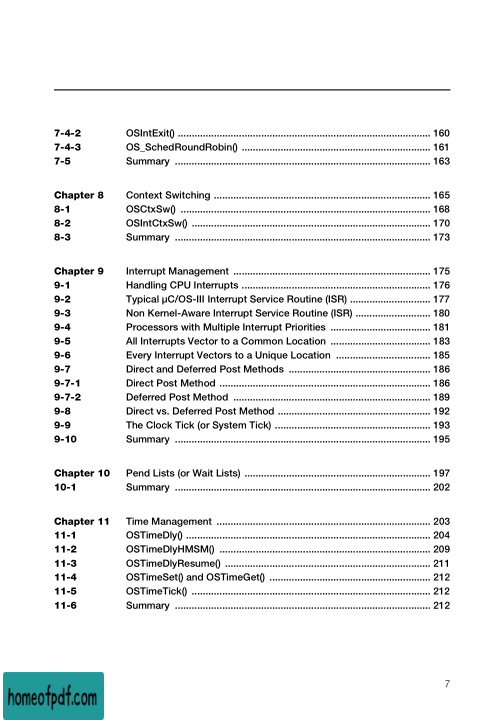 7-4-2 OSIntExit() ........................................................................................... 160
7-4-3 OS_SchedRoundRobin() .................................................................... 161
7-5 Summary ............................................................................................ 163
Chapter 8 Context Switching .............................................................................. 165
8-1 OSCtxSw() .......................................................................................... 168
8-2 OSIntCtxSw() ...................................................................................... 170
8-3 Summary ............................................................................................ 173
Chapter 9 Interrupt Management ....................................................................... 175
9-1 Handling CPU Interrupts .................................................................... 176
9-2 Typical µC/OS-III Interrupt Service Routine (ISR) ............................. 177
9-3 Non Kernel-Aware Interrupt Service Routine (ISR) ........................... 180
9-4 Processors with Multiple Interrupt Priorities .................................... 181
9-5 All Interrupts Vector to a Common Location .................................... 183
9-6 Every Interrupt Vectors to a Unique Location .................................. 185
9-7 Direct and Deferred Post Methods ................................................... 186
9-7-1 Direct Post Method ............................................................................ 186
9-7-2 Deferred Post Method ....................................................................... 189
9-8 Direct vs. Deferred Post Method ....................................................... 192
9-9 The Clock Tick (or System Tick) ........................................................ 193
9-10 Summary ............................................................................................ 195
Chapter 10 Pend Lists (or Wait Lists) ................................................................... 197
10-1 Summary ............................................................................................ 202
Chapter 11 Time Management ............................................................................. 203
11-1 OSTimeDly() ........................................................................................ 204
11-2 OSTimeDlyHMSM() ............................................................................ 209
11-3 OSTimeDlyResume() .......................................................................... 211
11-4 OSTimeSet() and OSTimeGet() .......................................................... 212
11-5 OSTimeTick() ...................................................................................... 212
11-6 Summary ............................................................................................ 212
7
homeofpdf.com